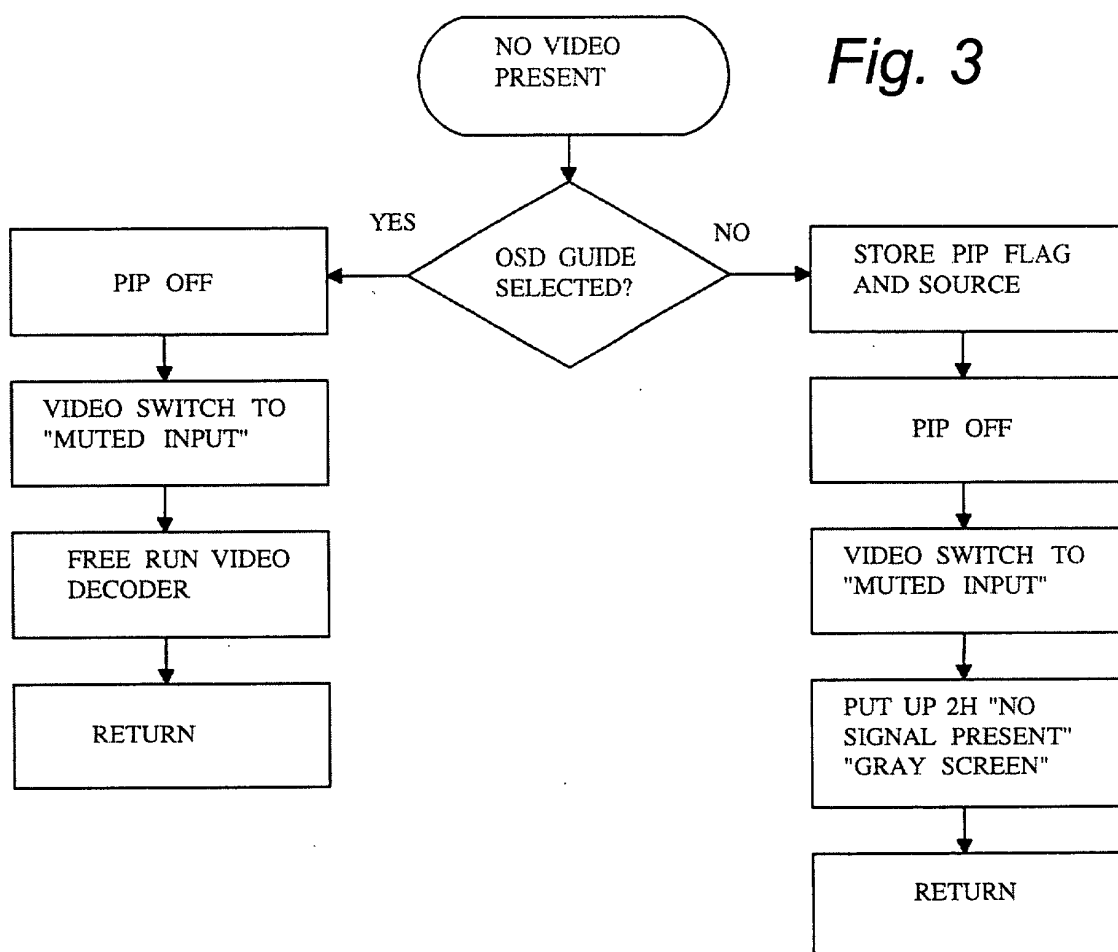 NO VIDEO
PRESENT
Fig. 3
OSD GUIDE
SELECTED?
YES
NO
PIP OFF
VIDEO SWITCH TO
"MUTED INPUT"
FREE RUN VIDEO
DECODER
RETURN
STORE PIP FLAG
AND SOURCE
PIP OFF
VIDEO SWITCH TO
"MUTED INPUT"
PUT UP 2H "NO
SIGNAL PRESENT"
"GRAY SCREEN"
RETURN